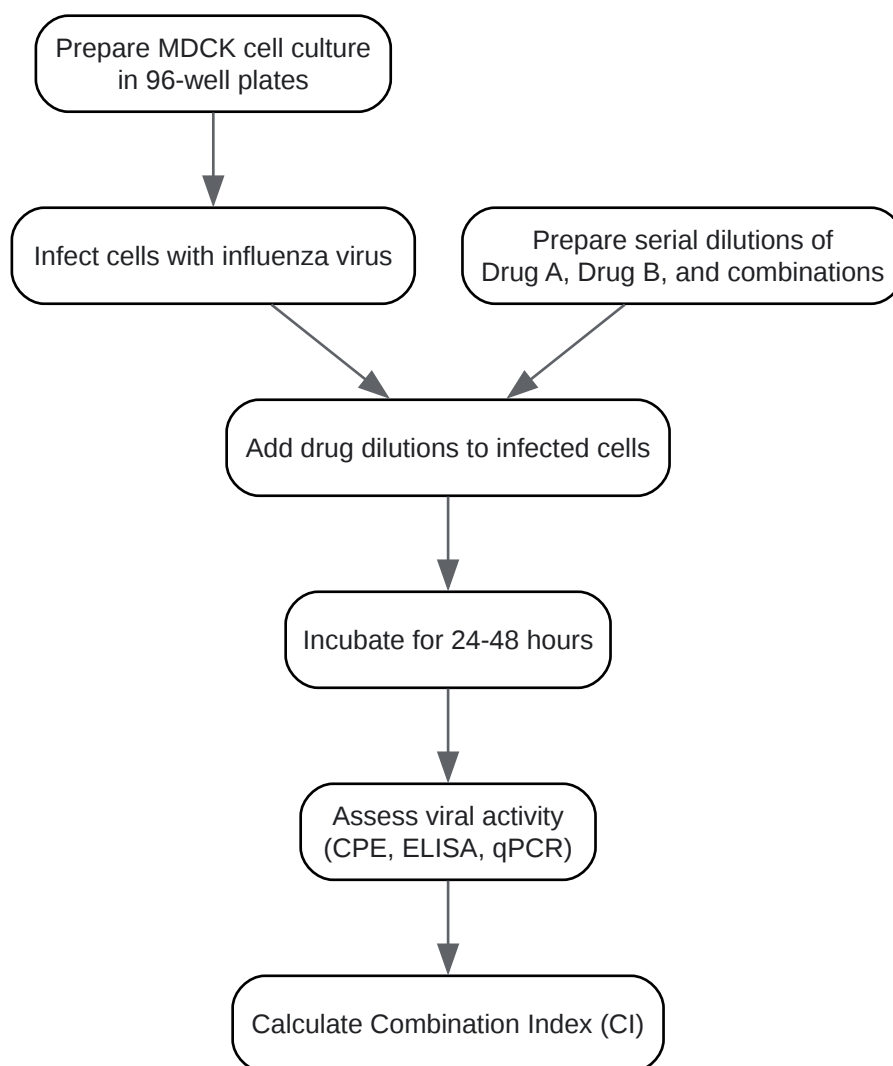 Prepare MDCK cell culture
in 96-well plates
Infect cells with influenza virus
Prepare serial dilutions of
Drug A, Drug B, and combinations
Add drug dilutions to infected cells
Incubate for 24-48 hours
Assess viral activity
(CPE, ELISA, qPCR)
Calculate Combination Index (CI)